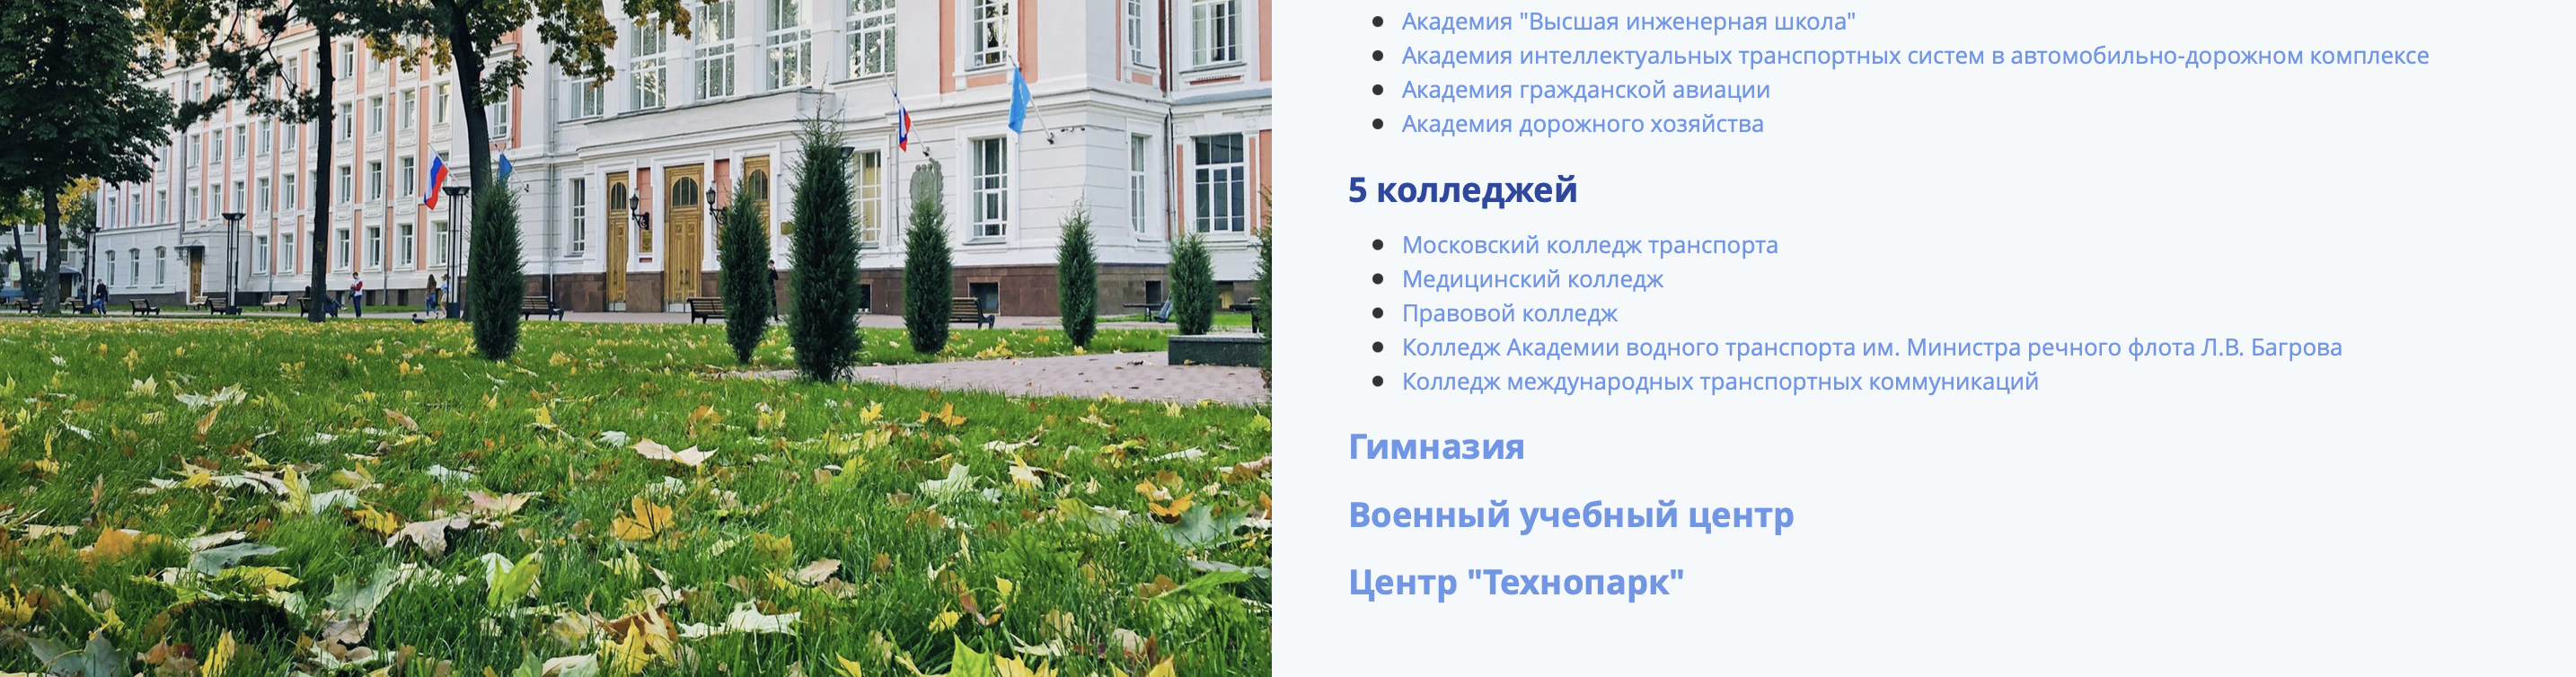 Академия "Высшая инженерная школа"
Академия интеллектуальных транспортных систем в автомобильно-дорожном комплексе
Академия гражданской авиации
Академия дорожного хозяйства
5 колледжей
Московский колледж транспорта
Медицинский колледж
Правовой колледж
Колледж Академии водного транспорта им. Министра речного флота Л.В. Багрова
Колледж международных транспортных коммуникаций
Гимназия
Военный учебный центр
Центр "Технопарк"